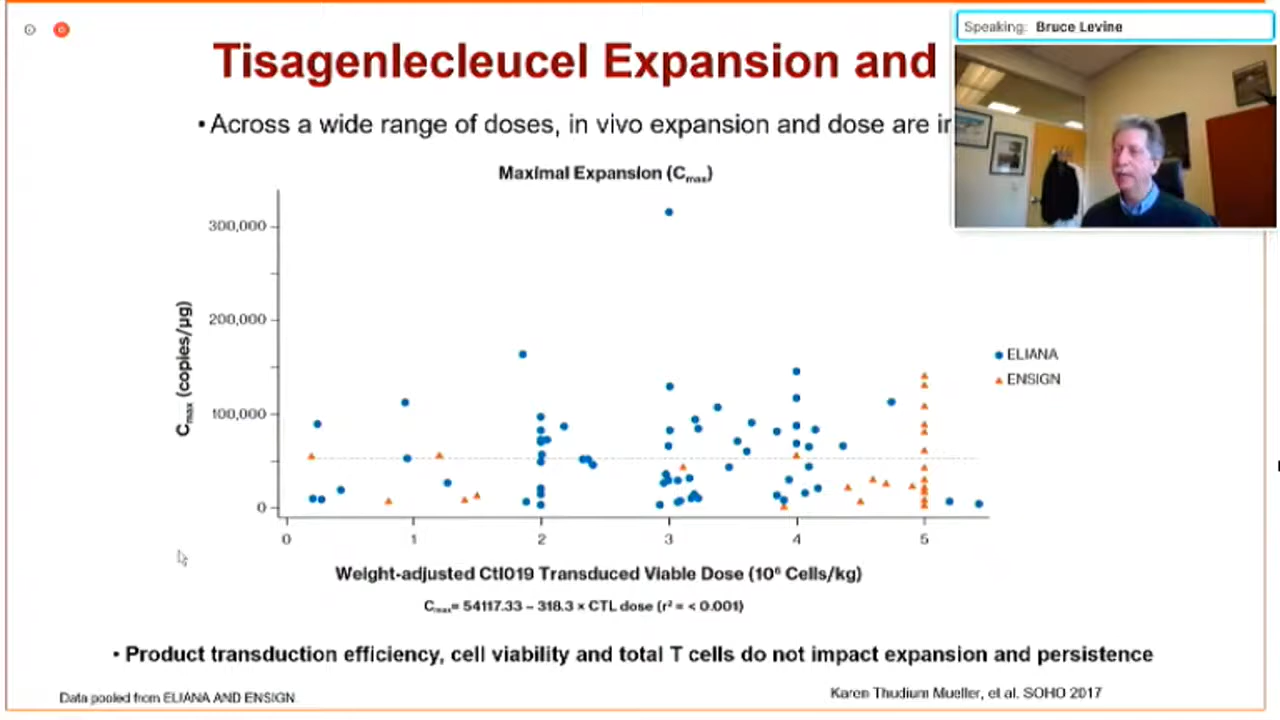 Speaking: Bruce Levine
Tisagenlecleucel Expansion and
• Across a wide range of doses, in vivo expansion and dose are
Maximal Expansion (Cmax)
Cmax (copies/µg)
300,000
200,000
100,000
0
ELIANA
ENSIGN
0 1 2 3 4 5
Weight-adjusted Ctl019 Transduced Viable Dose (10⁶ Cells/kg)
Cmax= 54117.33 – 318.3 × CTL dose (r² = < 0.001)
• Product transduction efficiency, cell viability and total T cells do not impact expansion and persistence
Data pooled from ELIANA AND ENSIGN
Karen Thudium Mueller, et al. SOHO 2017